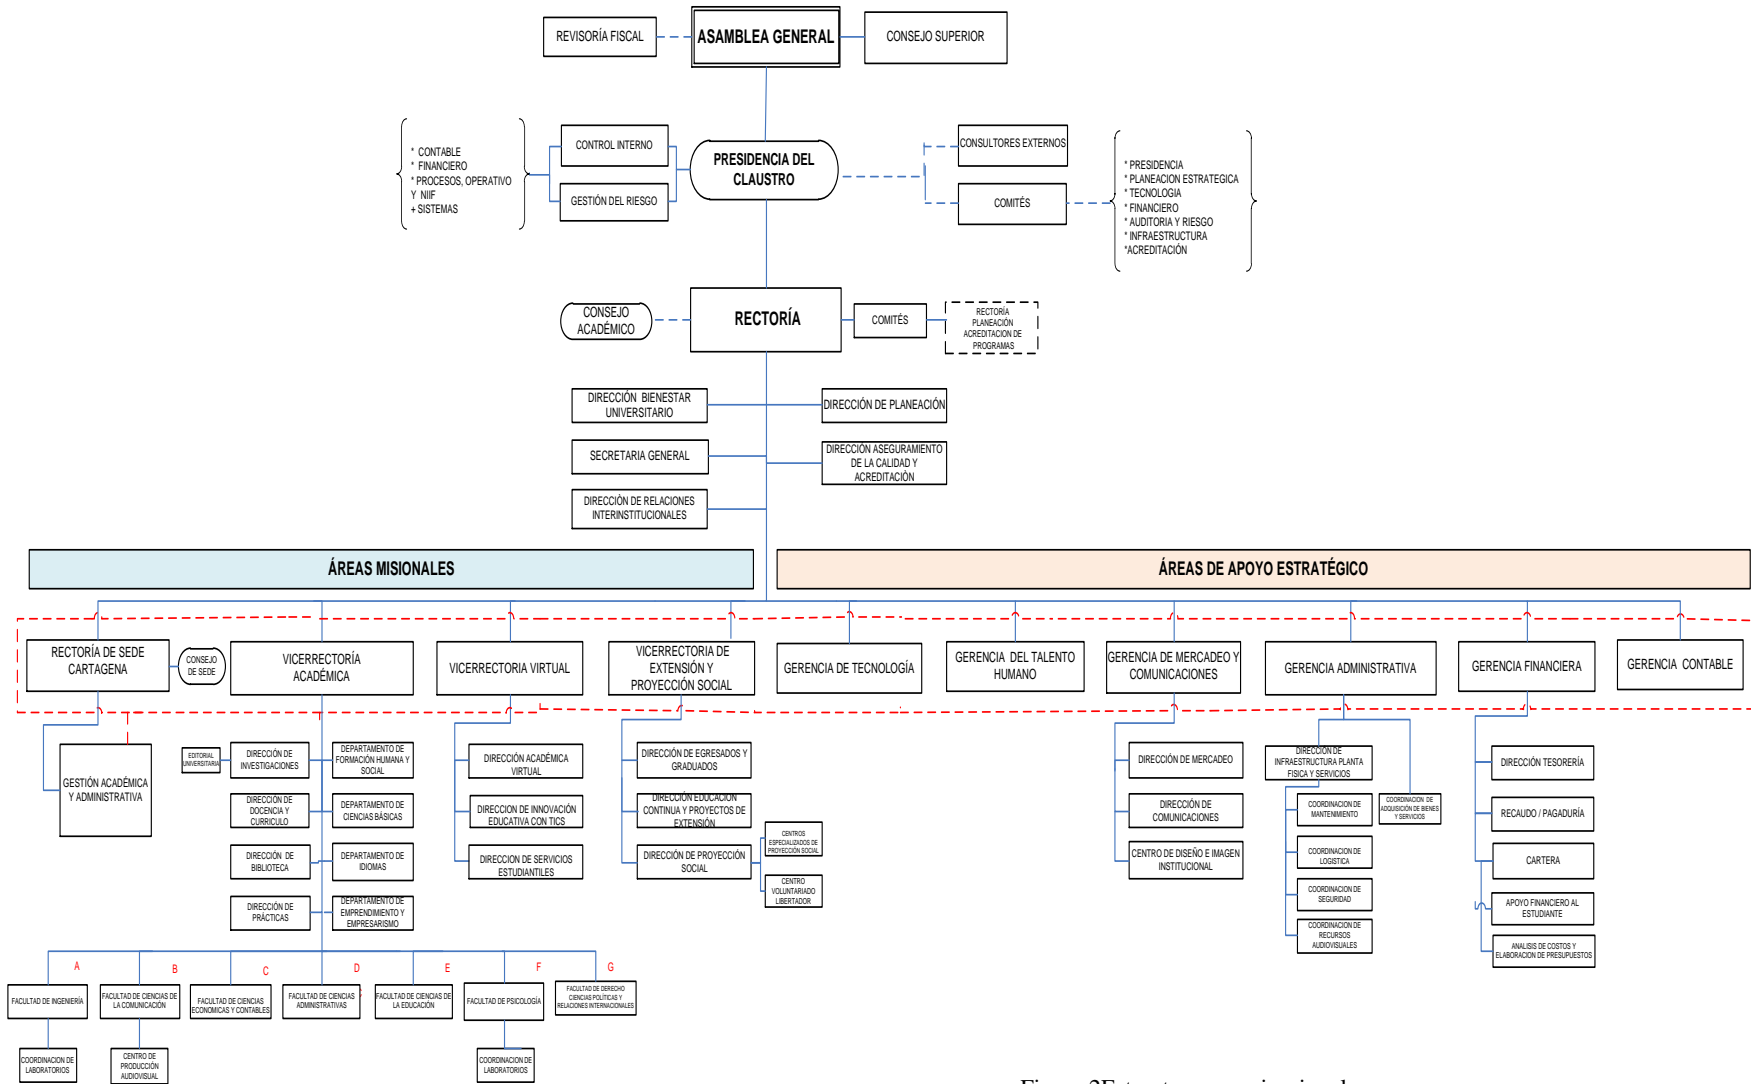 REVISORÍA FISCAL
ASAMBLEA GENERAL
CONSEJO SUPERIOR
* CONTABLE
* FINANCIERO
* PROCESOS, OPERATIVO
Y NIIF
+ SISTEMAS
CONTROL INTERNO
GESTIÓN DEL RIESGO
PRESIDENCIA DEL
CLAUSTRO
CONSULTORES EXTERNOS
COMITÉS
* PRESIDENCIA
* PLANEACION ESTRATEGICA
* TECNOLOGIA
* FINANCIERO
* AUDITORIA Y RIESGO
* INFRAESTRUCTURA
*ACREDITACIÓN
CONSEJO
ACADÉMICO
RECTORÍA
COMITÉS
RECTORÍA
PLANEACIÓN
ACREDITACION DE
PROGRAMAS
DIRECCIÓN BIENESTAR
UNIVERSITARIO
DIRECCIÓN DE PLANEACIÓN
SECRETARIA GENERAL
DIRECCIÓN ASEGURAMIENTO
DE LA CALIDAD Y
ACREDITACIÓN
DIRECCIÓN DE RELACIONES
INTERINSTITUCIONALES
ÁREAS MISIONALES
ÁREAS DE APOYO ESTRATÉGICO
RECTORÍA DE SEDE
CARTAGENA
CONSEJO
DE SEDE
VICERRECTORÍA
ACADÉMICA
VICERRECTORIA VIRTUAL
VICERRECTORIA DE
EXTENSIÓN Y
PROYECCIÓN SOCIAL
GERENCIA DE TECNOLOGÍA
GERENCIA DEL TALENTO
HUMANO
GERENCIA DE MERCADEO Y
COMUNICACIONES
GERENCIA ADMINISTRATIVA
GERENCIA FINANCIERA
GERENCIA CONTABLE
GESTIÓN ACADÉMICA
Y ADMINISTRATIVA
EDITORIAL
UNIVERSITARIA
DIRECCIÓN DE
INVESTIGACIONES
DEPARTAMENTO DE
FORMACIÓN HUMANA Y
SOCIAL
DIRECCIÓN DE
DOCENCIA Y
CURRICULO
DEPARTAMENTO DE
CIENCIAS BÁSICAS
DIRECCIÓN DE
BIBLIOTECA
DEPARTAMENTO DE
IDIOMAS
DIRECCIÓN DE
PRÁCTICAS
DEPARTAMENTO DE
EMPRENDIMIENTO Y
EMPRESARISMO
DIRECCIÓN ACADÉMICA
VIRTUAL
DIRECCION DE INNOVACIÓN
EDUCATIVA CON TICS
DIRECCION DE SERVICIOS
ESTUDIANTILES
DIRECCIÓN DE EGRESADOS Y
GRADUADOS
DIRECCIÓN EDUCACIÓN
CONTINUA Y PROYECTOS DE
EXTENSIÓN
DIRECCIÓN DE PROYECCIÓN
SOCIAL
CENTROS
ESPECIALIZADOS DE
PROYECCIÓN SOCIAL
CENTRO
VOLUNTARIADO
LIBERTADOR
DIRECCIÓN DE MERCADEO
DIRECCIÓN DE
COMUNICACIONES
CENTRO DE DISEÑO E IMAGEN
INSTITUCIONAL
DIRECCIÓN DE
INFRAESTRUCTURA PLANTA
FISICA Y SERVICIOS
COORDINACION DE
MANTENIMIENTO
COORDINACION DE
LOGISTICA
COORDINACION DE
SEGURIDAD
COORDINACION DE
RECURSOS
AUDIOVISUALES
COORDINACION DE
ADQUISICIÓN DE BIENES
Y SERVICIOS
DIRECCIÓN TESORERÍA
RECAUDO / PAGADURÍA
CARTERA
APOYO FINANCIERO AL
ESTUDIANTE
ANALISIS DE COSTOS Y
ELABORACION DE PRESUPUESTOS
A
B
C
D
E
F
G
FACULTAD DE INGENIERÍA
FACULTAD DE CIENCIAS DE
LA COMUNICACIÓN
FACULTAD DE CIENCIAS
ECONOMICAS Y CONTABLES
FACULTAD DE CIENCIAS
ADMINISTRATIVAS
FACULTAD DE CIENCIAS DE
LA EDUCACIÓN
FACULTAD DE PSICOLOGÍA
FACULTAD DE DERECHO
CIENCIAS POLÍTICAS Y
RELACIONES INTERNACIONALES
COORDINACION DE
LABORATORIOS
CENTRO DE
PRODUCCIÓN
AUDIOVISUAL
COORDINACION DE
LABORATORIOS